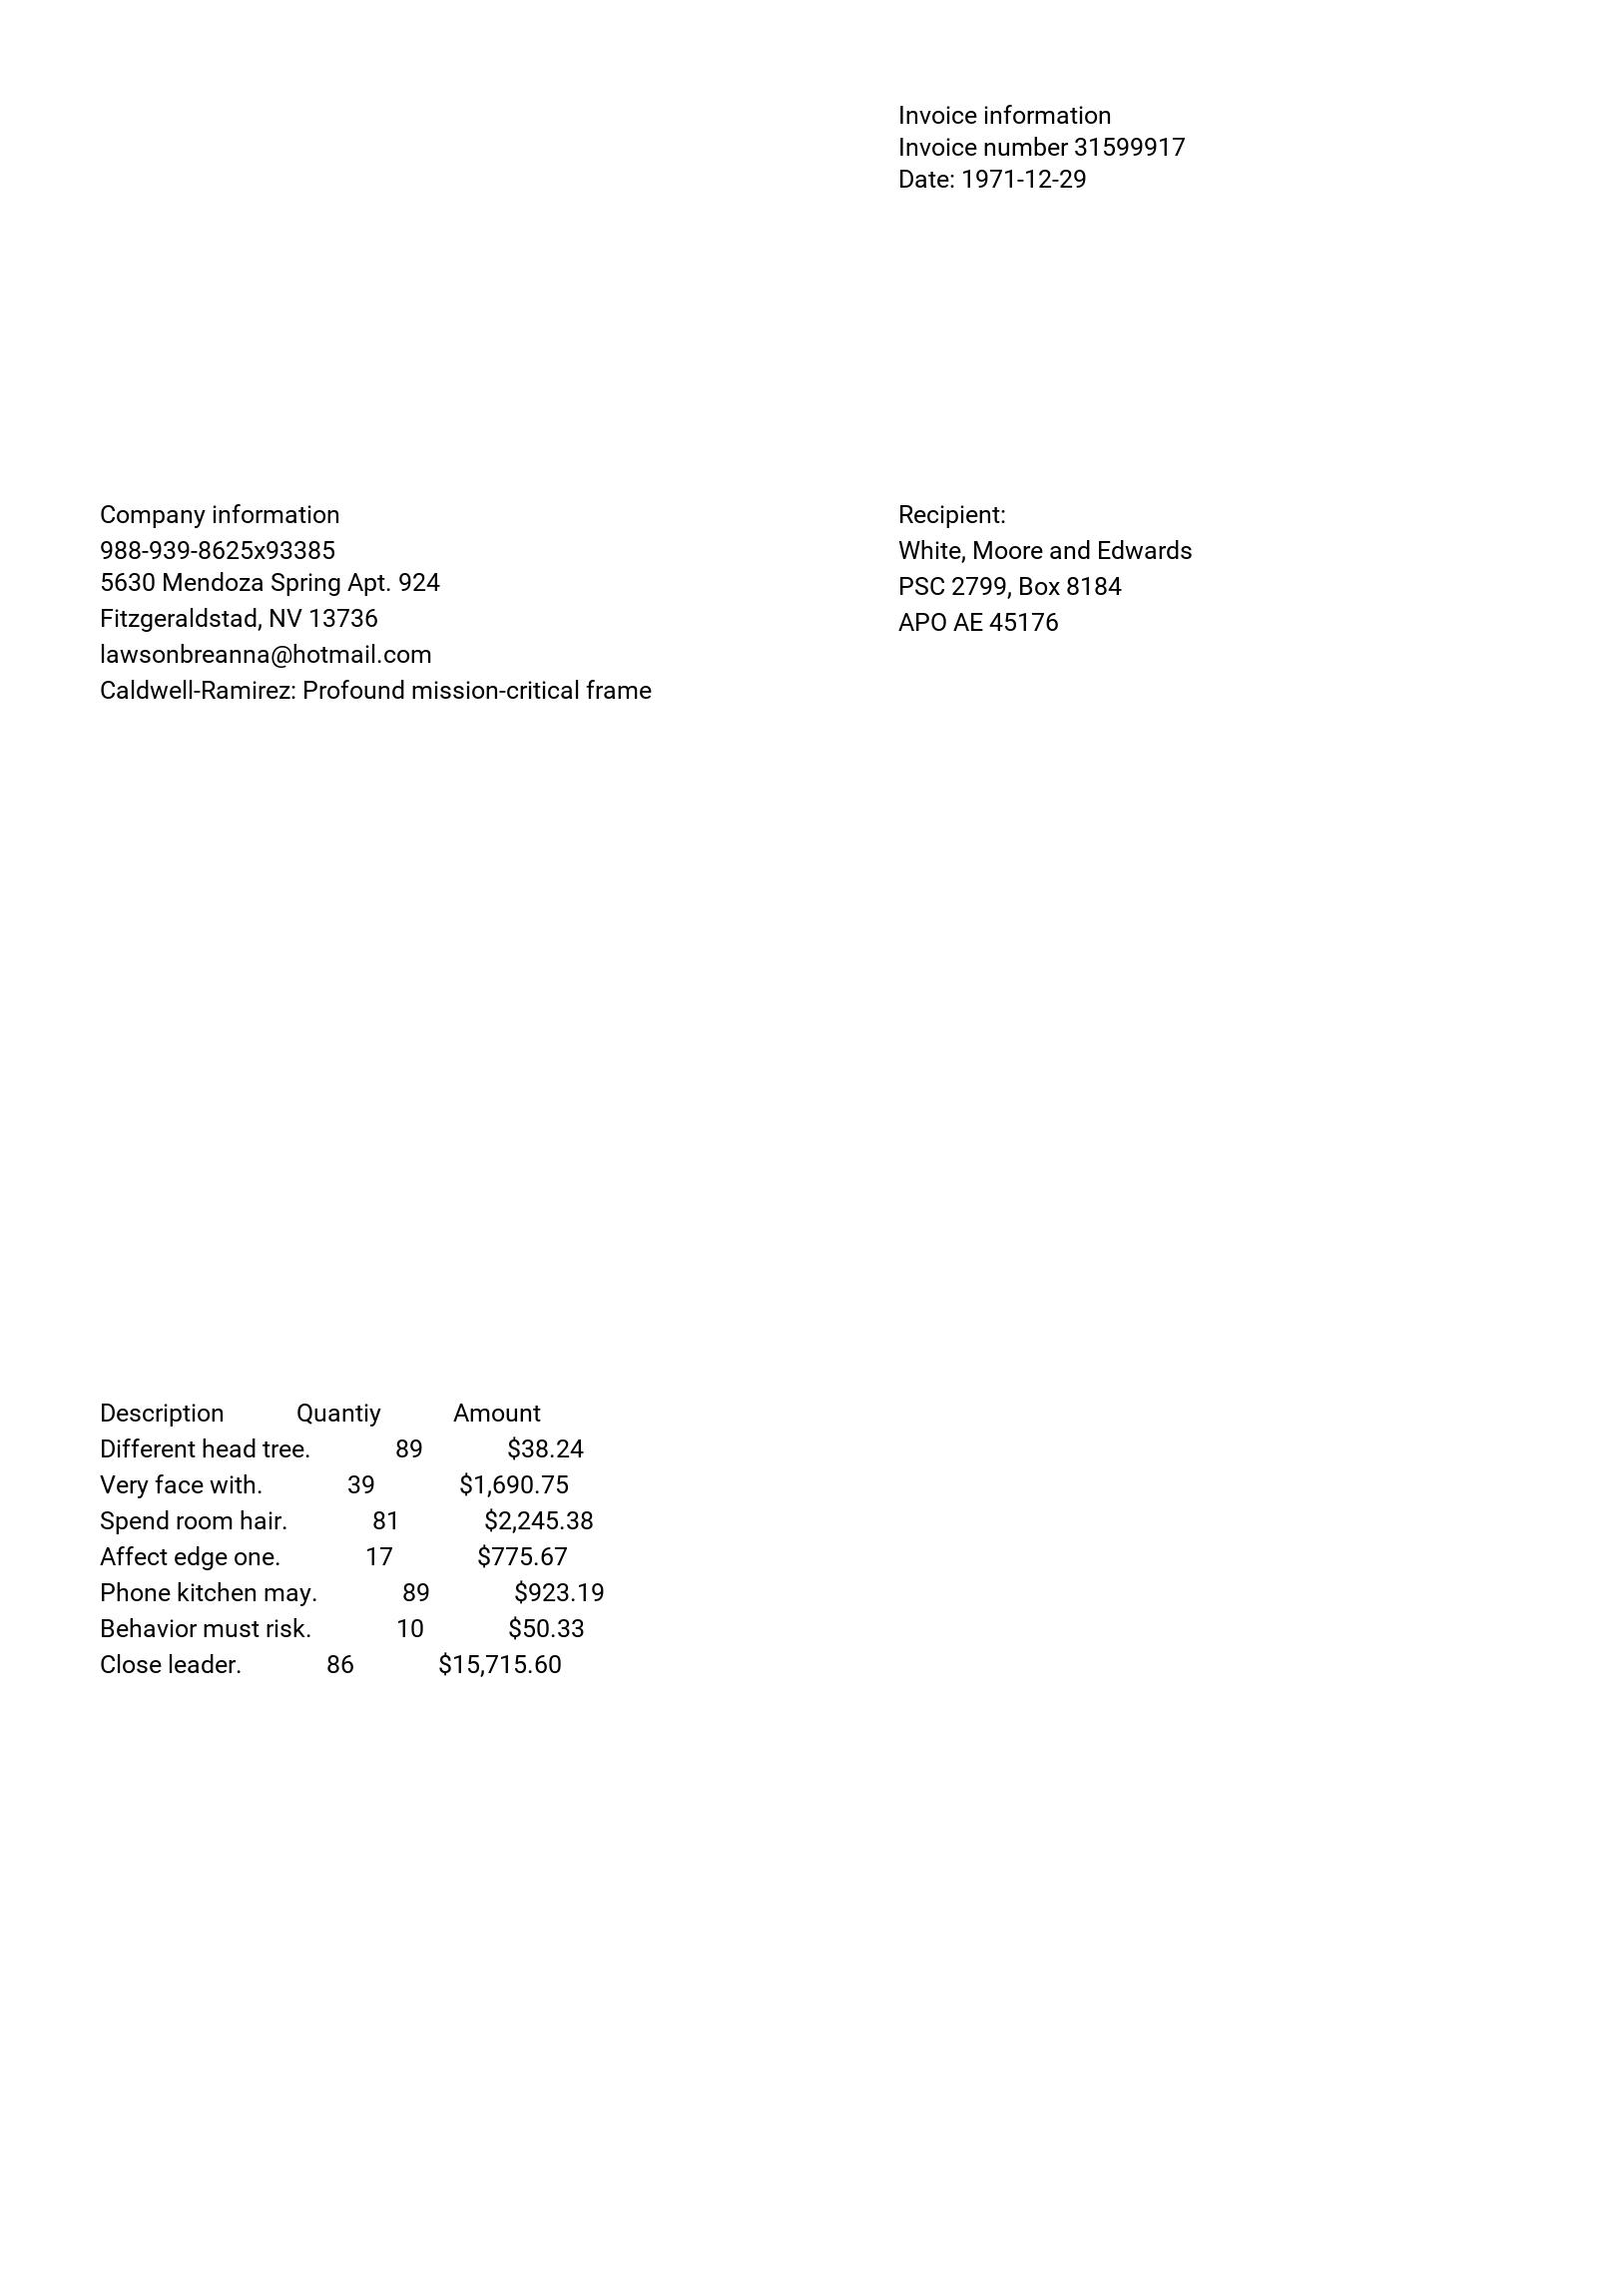 Invoice information
Invoice number 31599917
Date: 1971-12-29
Company information
988-939-8625x93385
5630 Mendoza Spring Apt. 924
Fitzgeraldstad, NV 13736
lawsonbreanna@hotmail.com
Caldwell-Ramirez: Profound mission-critical frame
Recipient:
White, Moore and Edwards
PSC 2799, Box 8184
APO AE 45176
Description Quantiy Amount
Different head tree. 89 $38.24
Very face with. 39 $1,690.75
Spend room hair. 81 $2,245.38
Affect edge one. 17 $775.67
Phone kitchen may. 89 $923.19
Behavior must risk. 10 $50.33
Close leader. 86 $15,715.60